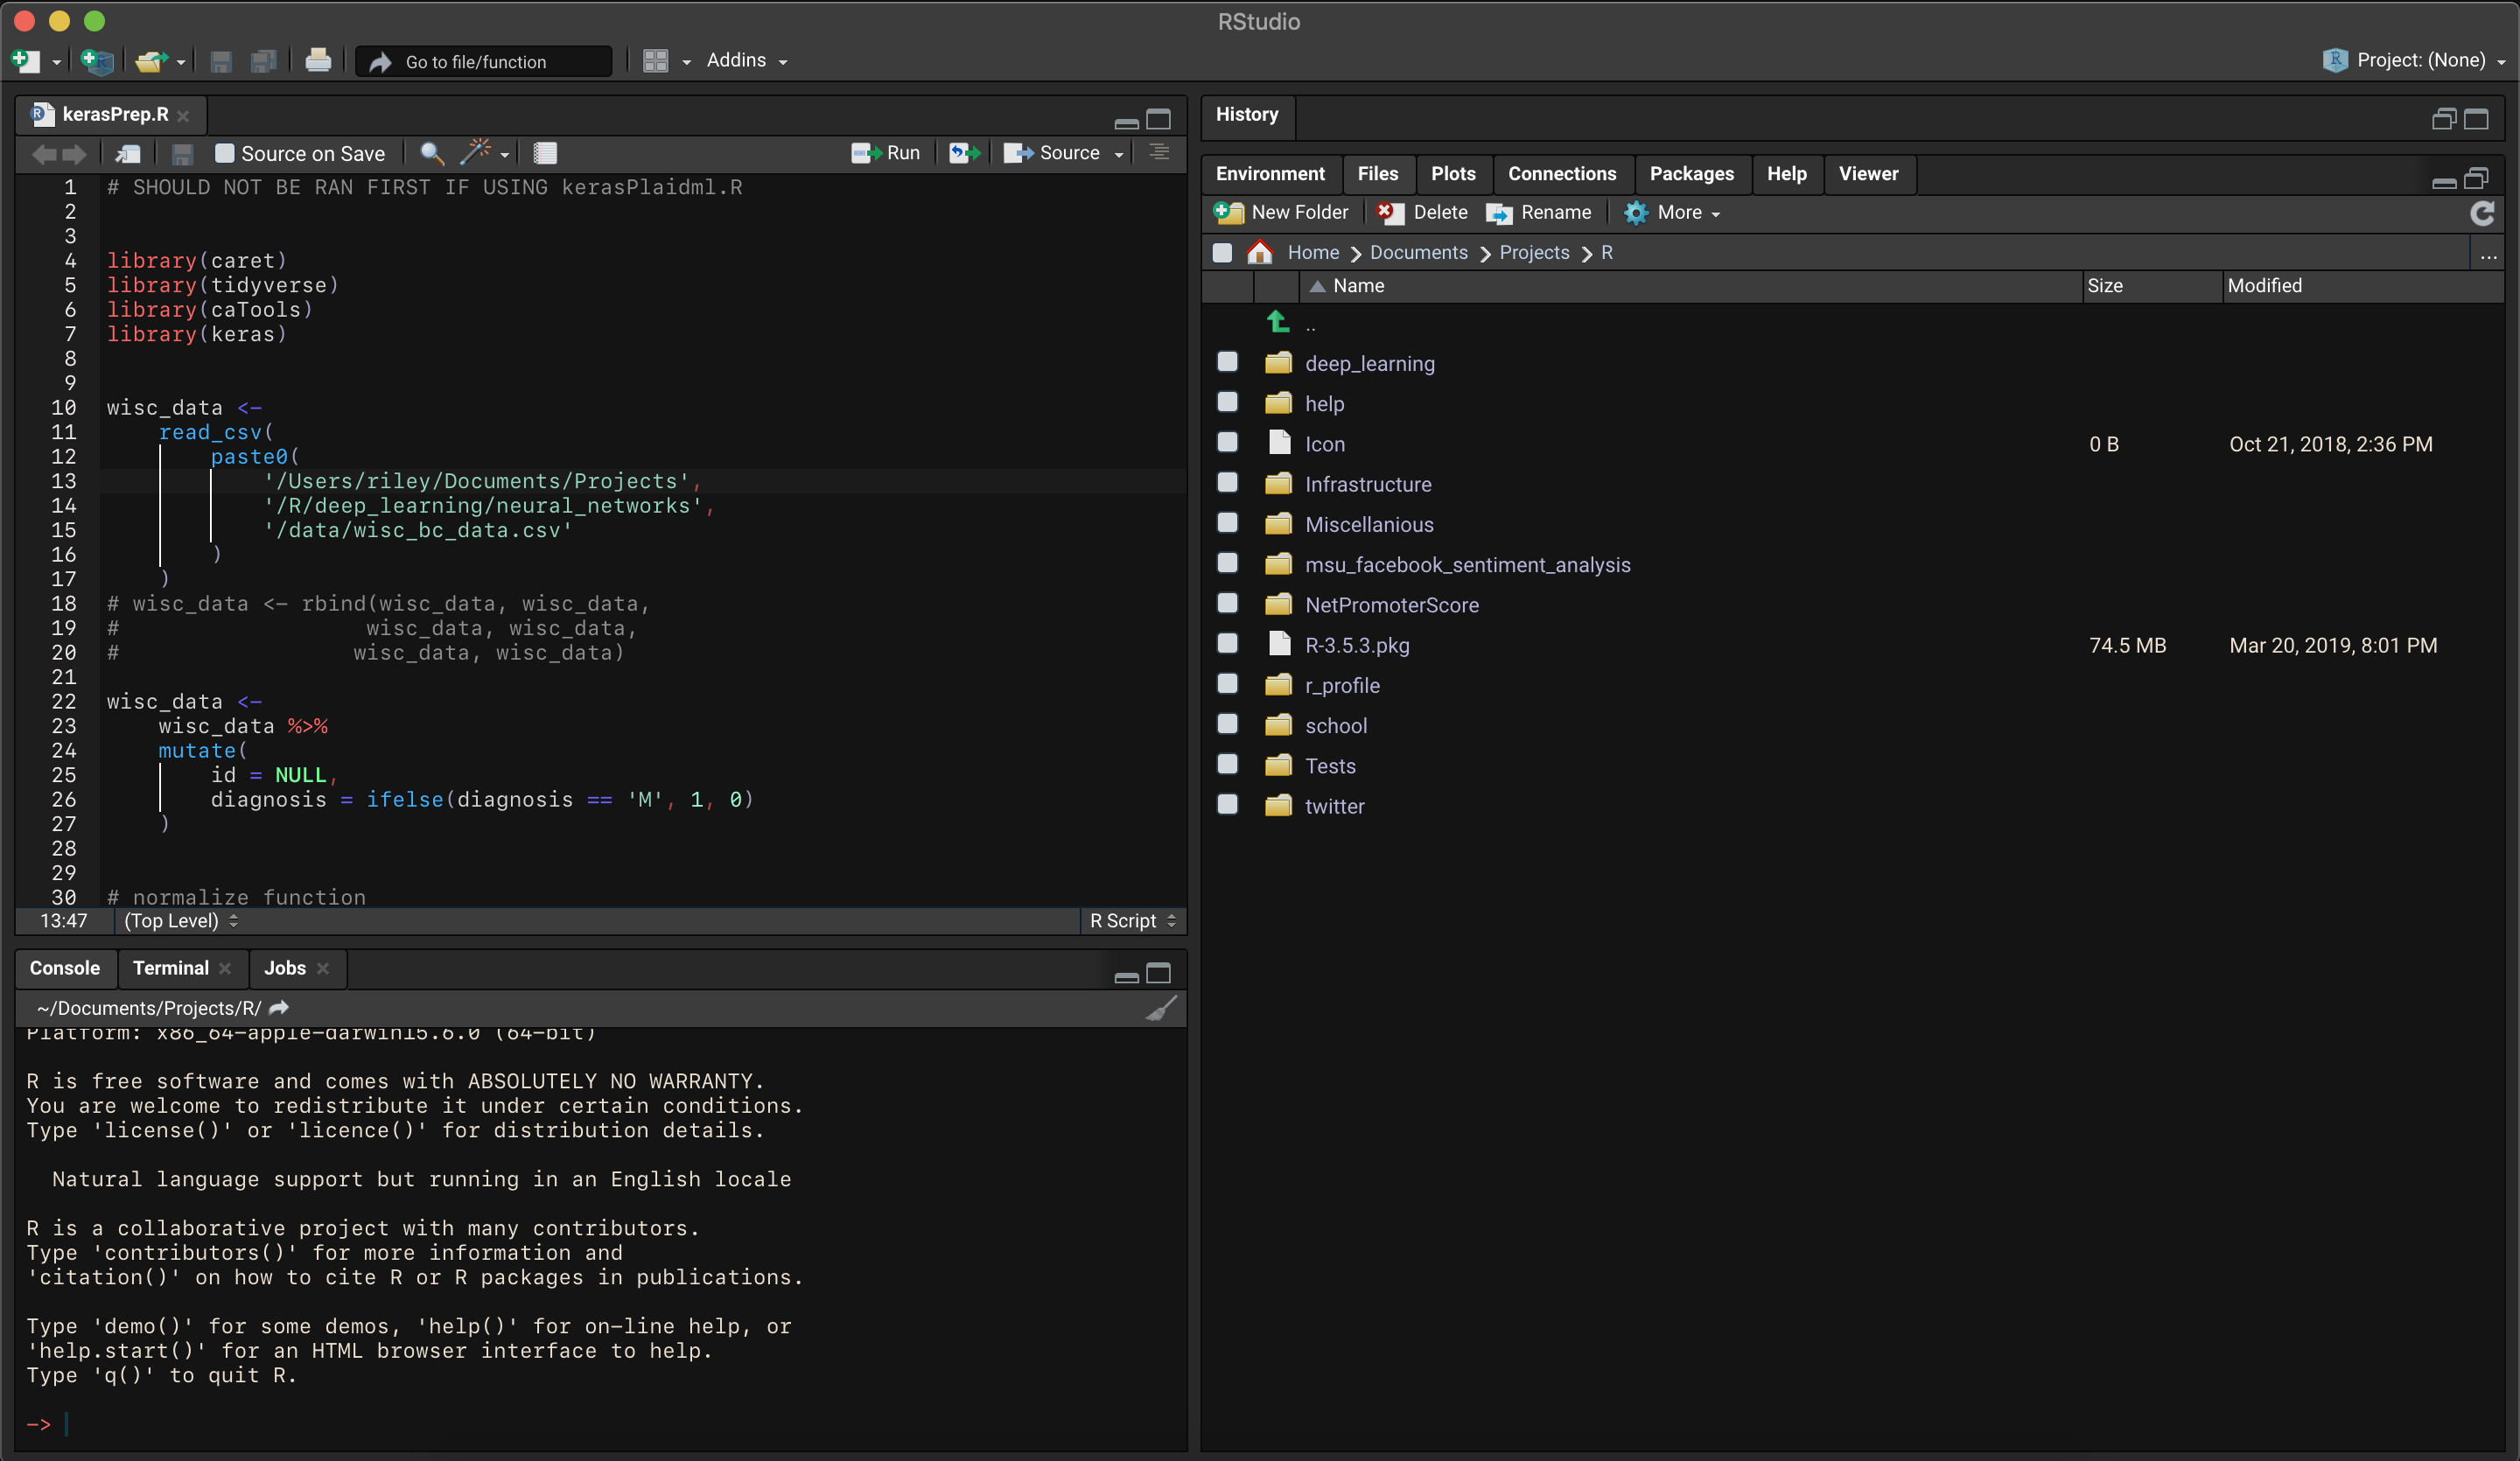 RStudio
Go to file/function
Addins
Project: (None)
kerasPrep.R
Source on Save
Run
Source
1 # SHOULD NOT BE RAN FIRST IF USING kerasPlaidml.R
2
3
4 library(caret)
5 library(tidyverse)
6 library(caTools)
7 library(keras)
8
9
10 wisc_data <-
11     read_csv(
12         paste0(
13             '/Users/riley/Documents/Projects',
14             '/R/deep_learning/neural_networks',
15             '/data/wisc_bc_data.csv'
16         )
17     )
18 # wisc_data <- rbind(wisc_data, wisc_data,
19 #                   wisc_data, wisc_data,
20 #                  wisc_data, wisc_data)
21
22 wisc_data <-
23     wisc_data %>%
24     mutate(
25         id = NULL,
26         diagnosis = ifelse(diagnosis == 'M', 1, 0)
27     )
28
29
30 # normalize function
13:47 (Top Level) R Script
Console Terminal Jobs
~/Documents/Projects/R/
Platform: x86_64-apple-darwin15.6.0 (64-bit)
R is free software and comes with ABSOLUTELY NO WARRANTY.
You are welcome to redistribute it under certain conditions.
Type 'license()' or 'licence()' for distribution details.
  Natural language support but running in an English locale
R is a collaborative project with many contributors.
Type 'contributors()' for more information and
'citation()' on how to cite R or R packages in publications.
Type 'demo()' for some demos, 'help()' for on-line help, or
'help.start()' for an HTML browser interface to help.
Type 'q()' to quit R.
->
History
Environment Files Plots Connections Packages Help Viewer
New Folder Delete Rename More
Home Documents Projects R ...
Name Size Modified
..
deep_learning
help
Icon 0 B Oct 21, 2018, 2:36 PM
Infrastructure
Miscellanious
msu_facebook_sentiment_analysis
NetPromoterScore
R-3.5.3.pkg 74.5 MB Mar 20, 2019, 8:01 PM
r_profile
school
Tests
twitter